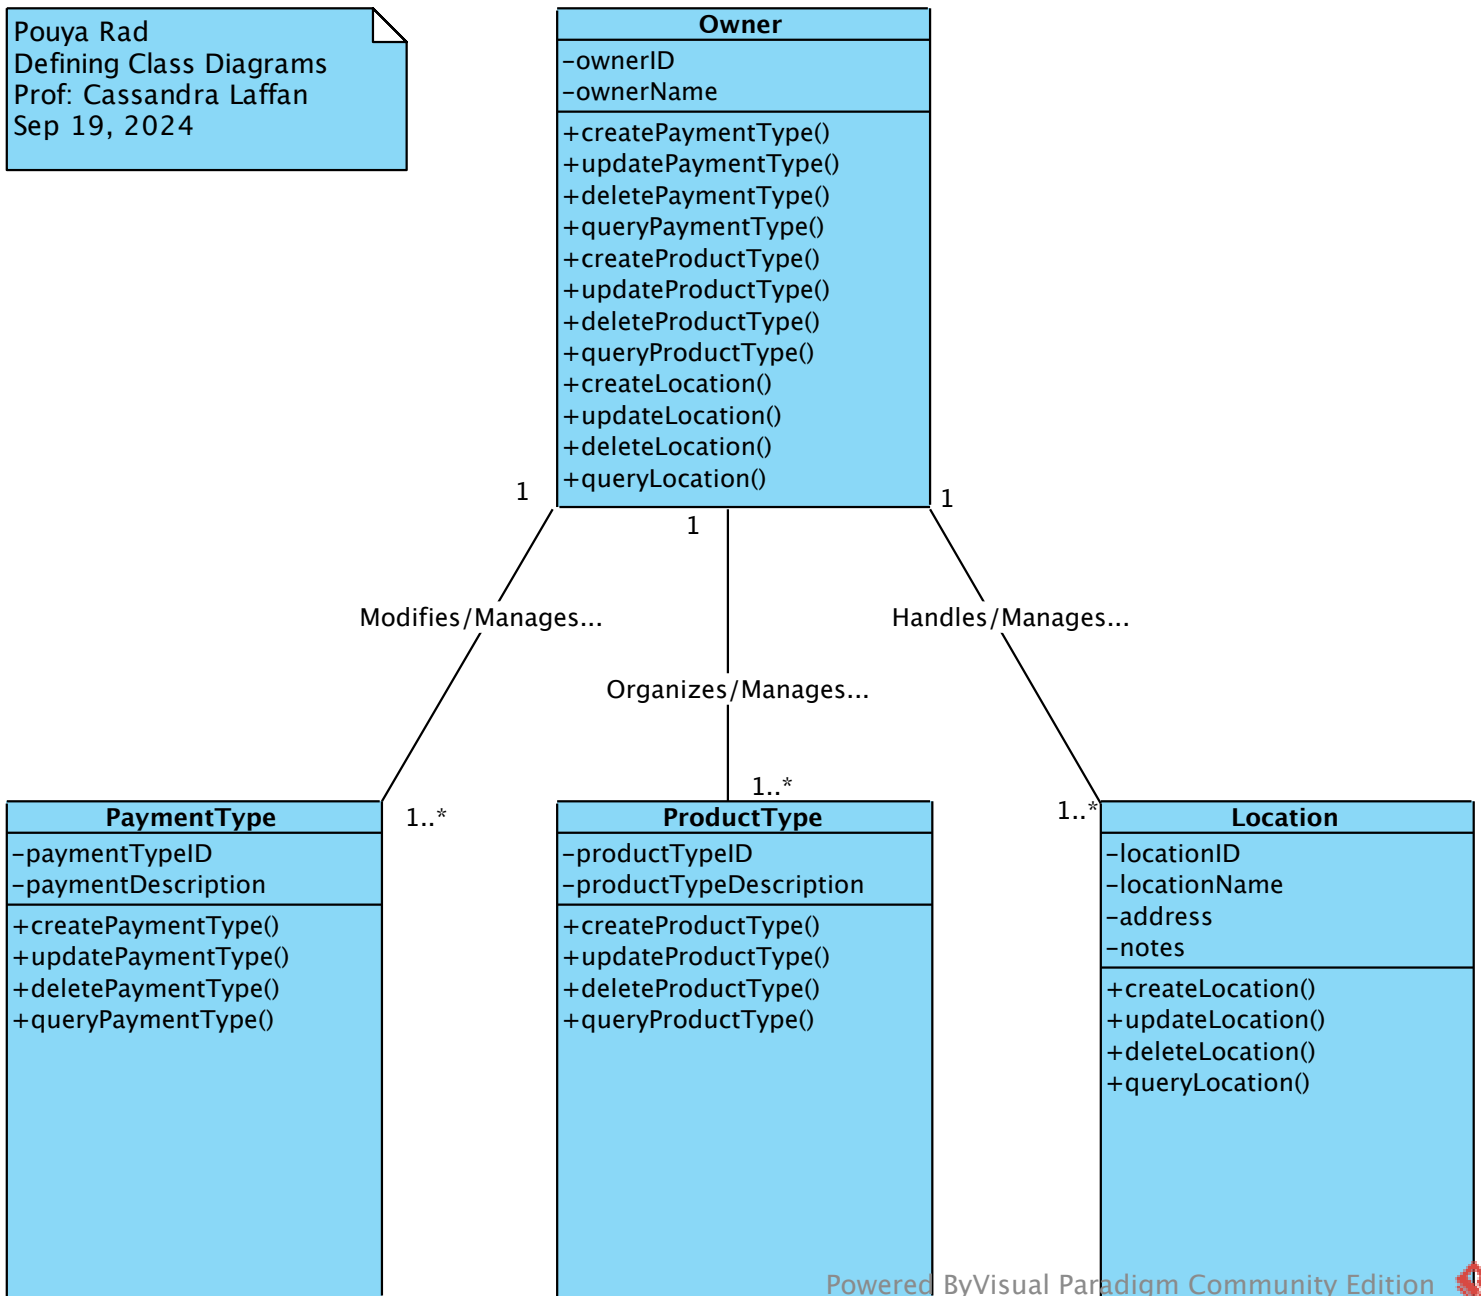 Pouya Rad
Defining Class Diagrams
Prof: Cassandra Laffan
Sep 19, 2024
Owner
-ownerID
-ownerName
+createPaymentType()
+updatePaymentType()
+deletePaymentType()
+queryPaymentType()
+createProductType()
+updateProductType()
+deleteProductType()
+queryProductType()
+createLocation()
+updateLocation()
+deleteLocation()
+queryLocation()
1
1
1
Modifies/Manages...
Handles/Manages...
Organizes/Manages...
1..*
1..*
1..*
PaymentType
-paymentTypeID
-paymentDescription
+createPaymentType()
+updatePaymentType()
+deletePaymentType()
+queryPaymentType()
ProductType
-productTypeID
-productTypeDescription
+createProductType()
+updateProductType()
+deleteProductType()
+queryProductType()
Location
-locationID
-locationName
-address
-notes
+createLocation()
+updateLocation()
+deleteLocation()
+queryLocation()
Powered ByVisual Paradigm Community Edition